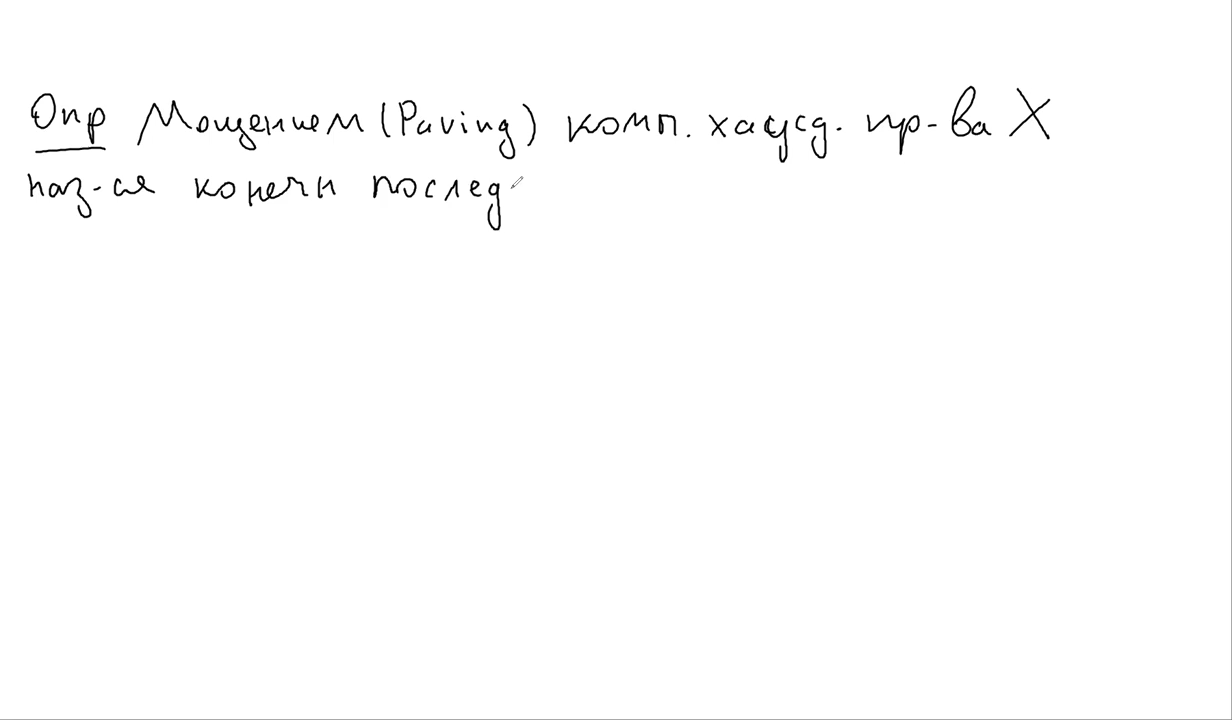 Опр Мощением (Paving) комп. хаусд. пр-ва X
наз-ся конечн послед